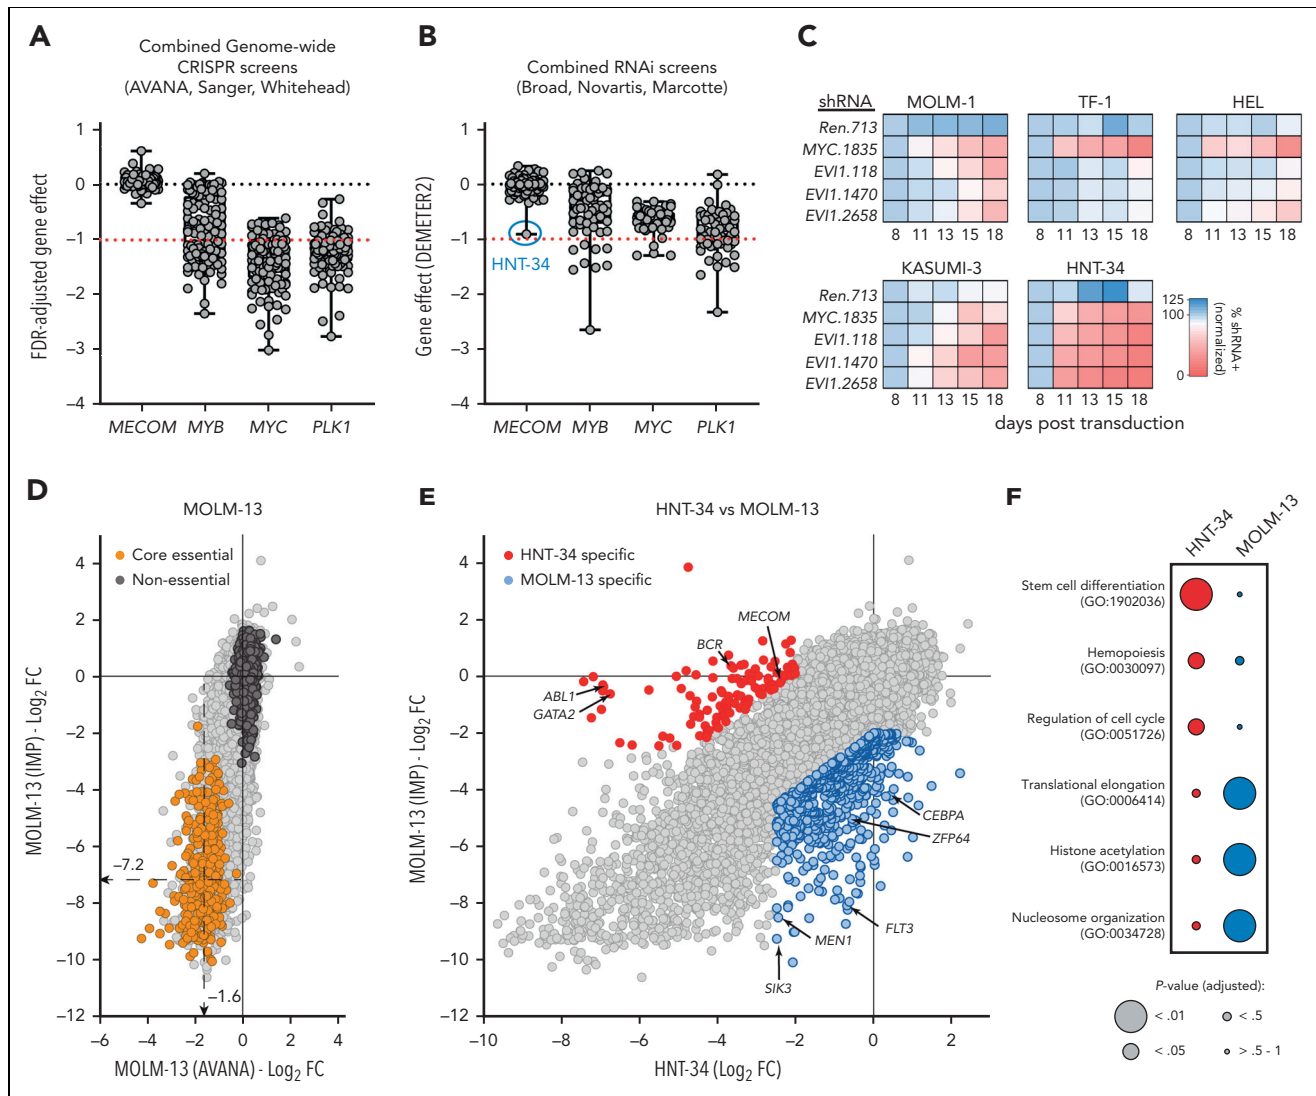 A
Combined Genome-wide
CRISPR screens
(AVANA, Sanger, Whitehead)
FDR-adjusted gene effect
1
0
–1
–2
–3
–4
MECOM MYB MYC PLK1
B
Combined RNAi screens
(Broad, Novartis, Marcotte)
Gene effect (DEMETER2)
1
0
–1
–2
–3
–4
HNT-34
MECOM MYB MYC PLK1
C
shRNA MOLM-1 TF-1 HEL
Ren.713
MYC.1835
EVI1.118
EVI1.1470
EVI1.2658
8 11 13 15 18 8 11 13 15 18 8 11 13 15 18
KASUMI-3 HNT-34
Ren.713
MYC.1835
EVI1.118
EVI1.1470
EVI1.2658
8 11 13 15 18 8 11 13 15 18
125
100
0
% shRNA+
(normalized)
days post transduction
D
MOLM-13
Core essential
Non-essential
MOLM-13 (IMP) - Log2 FC
4
2
0
–2
–4
–6
–8
–10
–12
–7.2
–1.6
–6 –4 –2 0 2 4
MOLM-13 (AVANA) - Log2 FC
E
HNT-34 vs MOLM-13
HNT-34 specific
MOLM-13 specific
MOLM-13 (IMP) - Log2 FC
4
2
0
–2
–4
–6
–8
–10
–12
MECOM
BCR
ABL1
GATA2
CEBPA
ZFP64
FLT3
MEN1
SIK3
–10 –8 –6 –4 –2 0 2
HNT-34 (Log2 FC)
F
HNT-34
MOLM-13
Stem cell differentiation
(GO:1902036)
Hemopoiesis
(GO:0030097)
Regulation of cell cycle
(GO:0051726)
Translational elongation
(GO:0006414)
Histone acetylation
(GO:0016573)
Nucleosome organization
(GO:0034728)
P-value (adjusted):
< .01 < .5
< .05 > .5 - 1